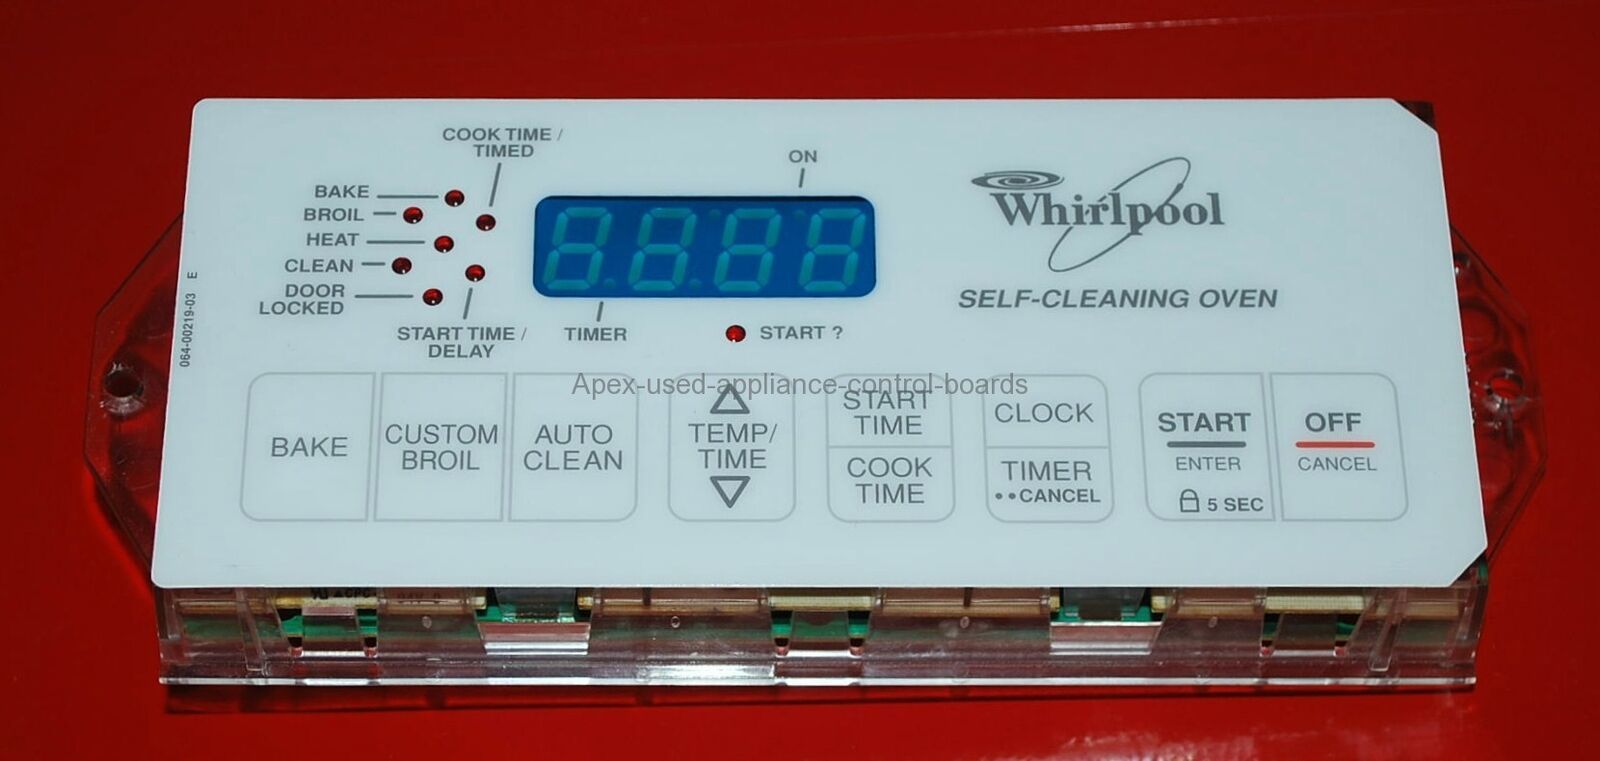 COOK TIME /
TIMED
ON
BAKE
BROIL
HEAT
CLEAN
DOOR
LOCKED
START TIME /
DELAY
TIMER
START ?
Whirlpool
SELF-CLEANING OVEN
064-00219-03 E
Apex-used-appliance-control-boards
BAKE
CUSTOM
BROIL
AUTO
CLEAN
TEMP/
TIME
START
TIME
COOK
TIME
CLOCK
TIMER
••CANCEL
START
ENTER
5 SEC
OFF
CANCEL